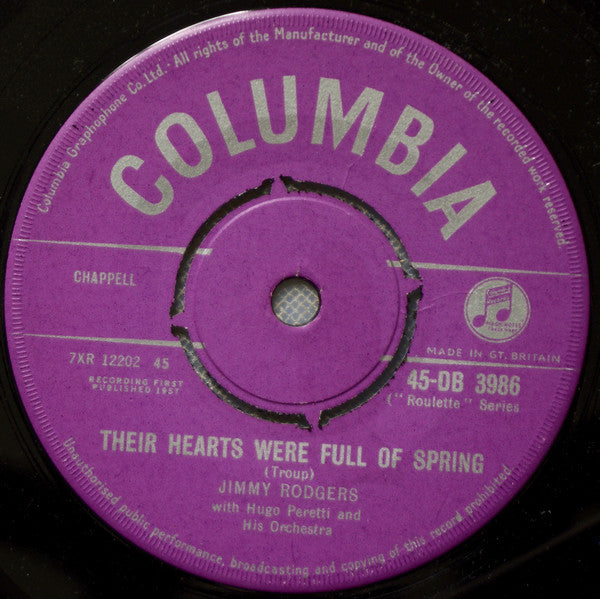 Columbia Graphophone Co. Ltd.· All rights of the Manufacturer and of the Owner of the recorded work reserved
COLUMBIA
CHAPPELL
MADE IN GT. BRITAIN
7XR 12202 45
RECORDING FIRST
PUBLISHED 1957
45-DB 3986
("Roulette" Series
THEIR HEARTS WERE FULL OF SPRING
(Troup)
JIMMY RODGERS
with Hugo Peretti and
His Orchestra
Unauthorised public performance, broadcasting and copying of this record prohibited